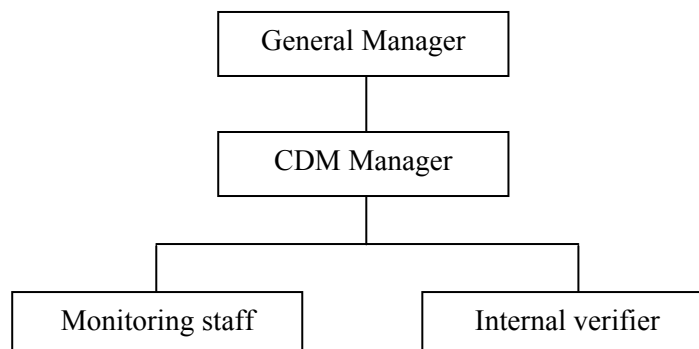 General Manager
CDM Manager
Monitoring staff
Internal verifier